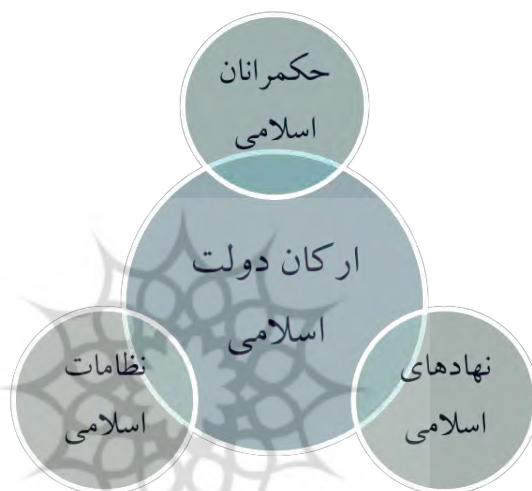 حکمرانان
اسلامی
ارکان دولت
اسلامی
نهادهای
اسلامی
نظامات
اسلامی